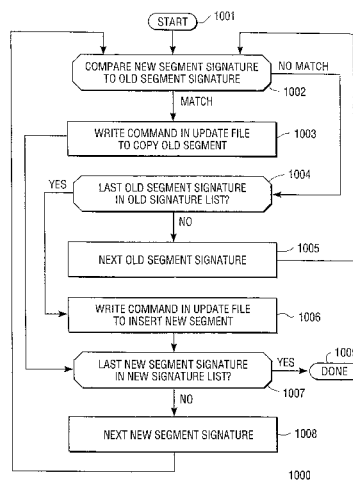 START
1001
COMPARE NEW SEGMENT SIGNATURE
TO OLD SEGMENT SIGNATURE
NO MATCH
1002
MATCH
WRITE COMMAND IN UPDATE FILE
TO COPY OLD SEGMENT
1003
1004
YES
LAST OLD SEGMENT SIGNATURE
IN OLD SIGNATURE LIST?
NO
1005
NEXT OLD SEGMENT SIGNATURE
WRITE COMMAND IN UPDATE FILE
TO INSERT NEW SEGMENT
1006
LAST NEW SEGMENT SIGNATURE
IN NEW SIGNATURE LIST?
YES
1009
DONE
1007
NO
NEXT NEW SEGMENT SIGNATURE
1008
1000